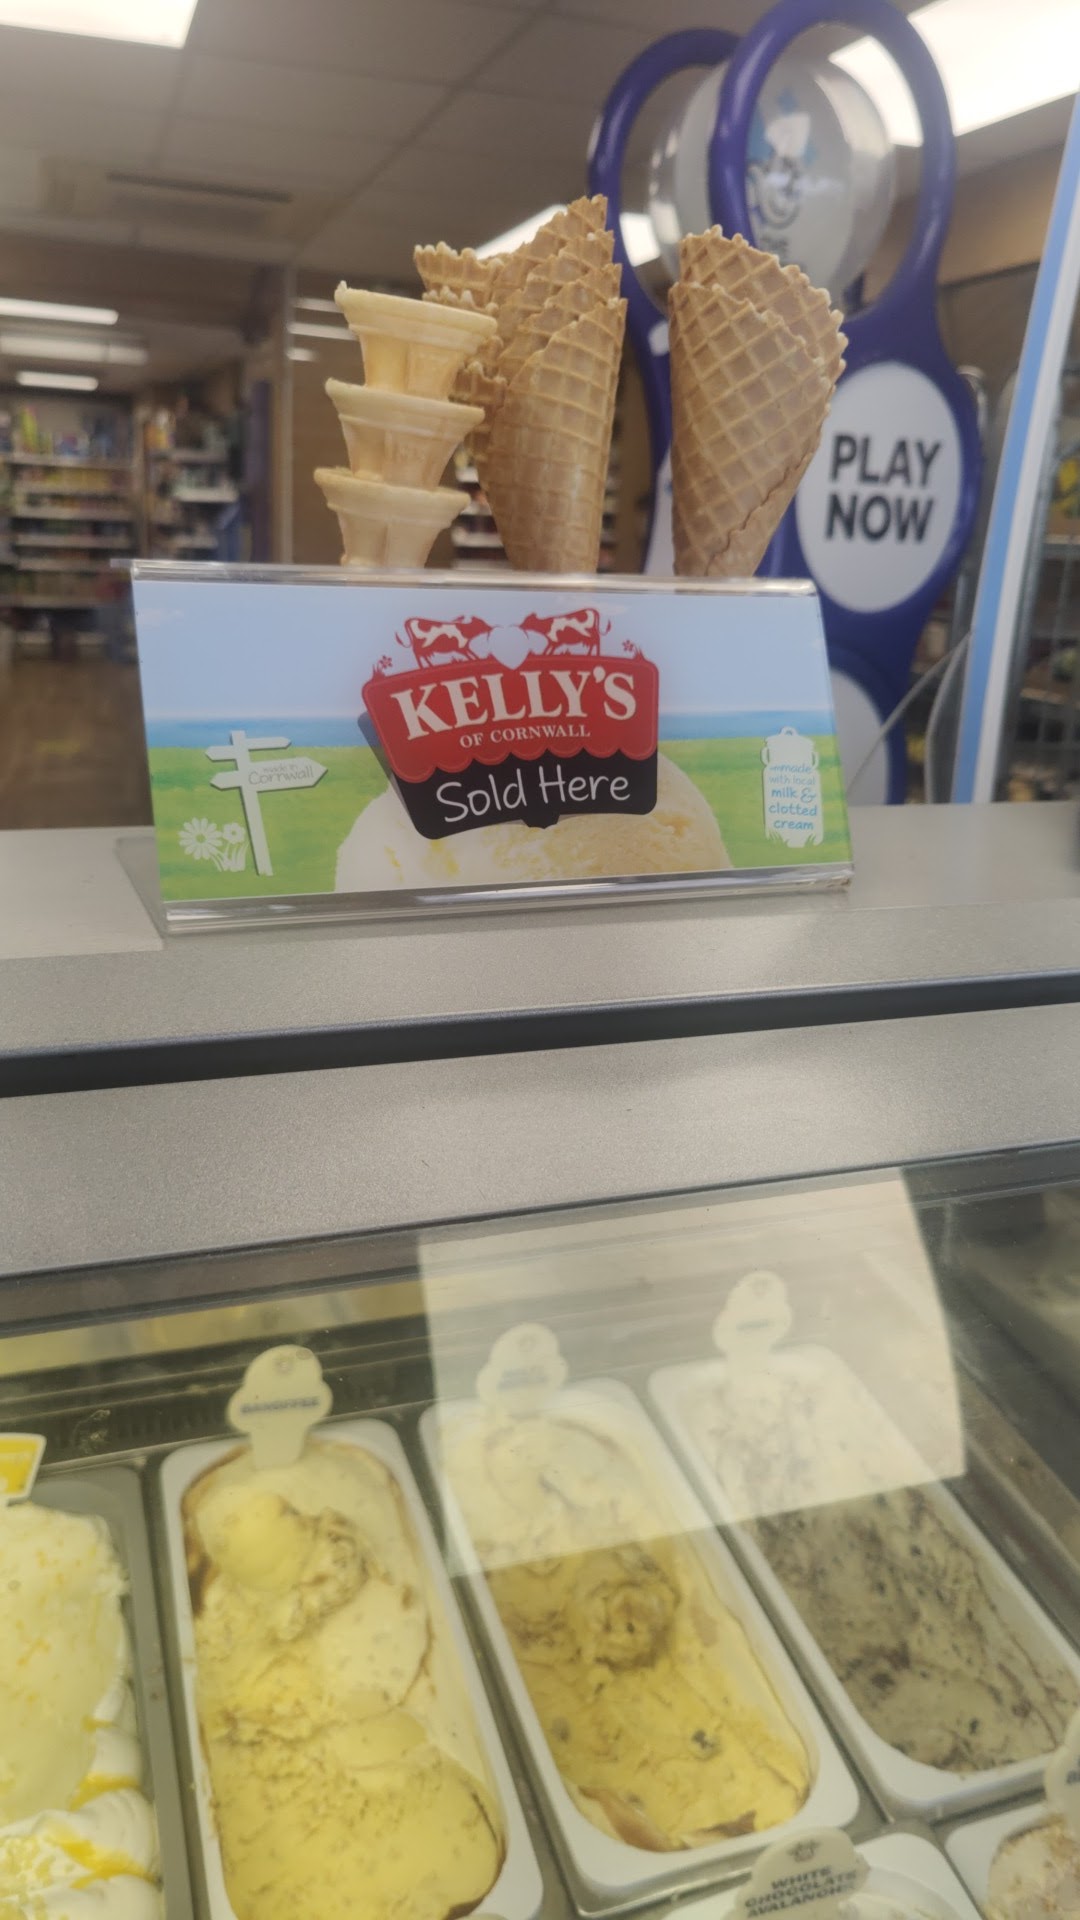 PLAY
NOW
KELLY'S
OF CORNWALL
Sold Here
made in
Cornwall
made
with local
milk &
clotted
cream
BANOFFEE
WHITE
CHOCOLATE
AVALANCHE